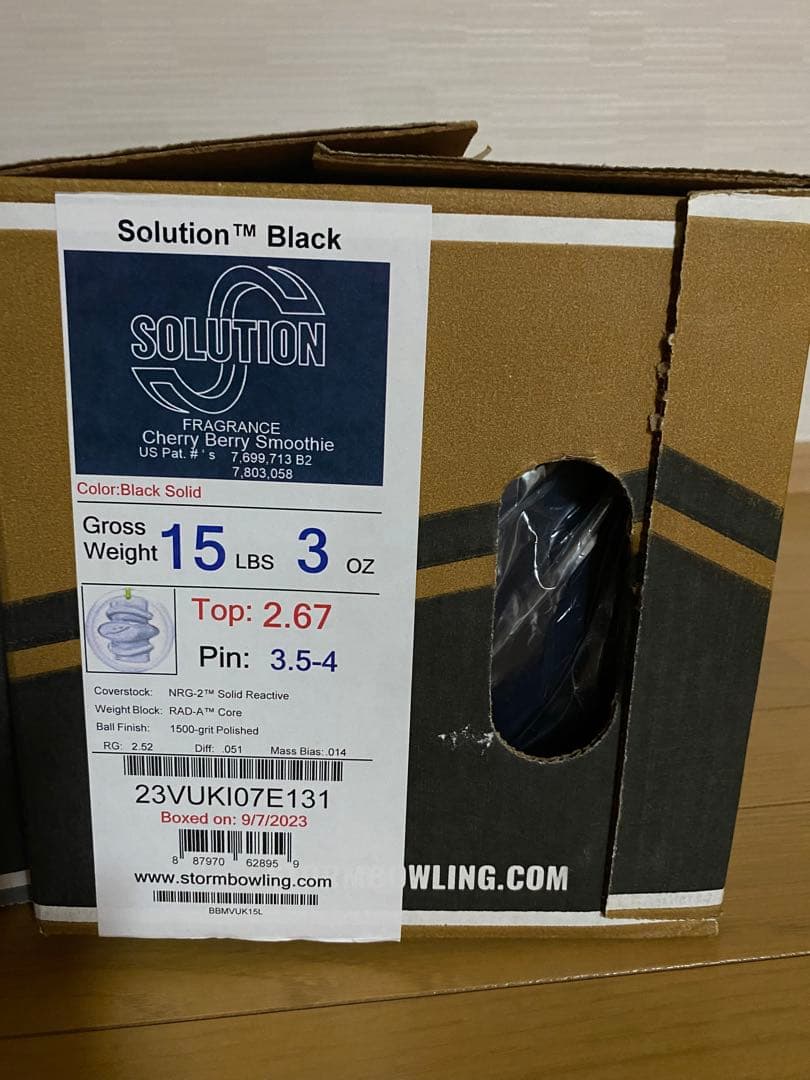 Solution™ Black
SOLUTION
FRAGRANCE
Cherry Berry Smoothie
US Pat. # ' s 7,699,713 B2
7,803,058
Color:Black Solid
Gross Weight 15 LBS 3 OZ
Top: 2.67
Pin: 3.5-4
Coverstock: NRG-2™ Solid Reactive
Weight Block: RAD-A™ Core
Ball Finish: 1500-grit Polished
RG: 2.52 Diff: .051 Mass Bias: .014
23VUKI07E131
Boxed on: 9/7/2023
8 87970 62895 9
www.stormbowling.com
BBMVUK15L
WLING.COM